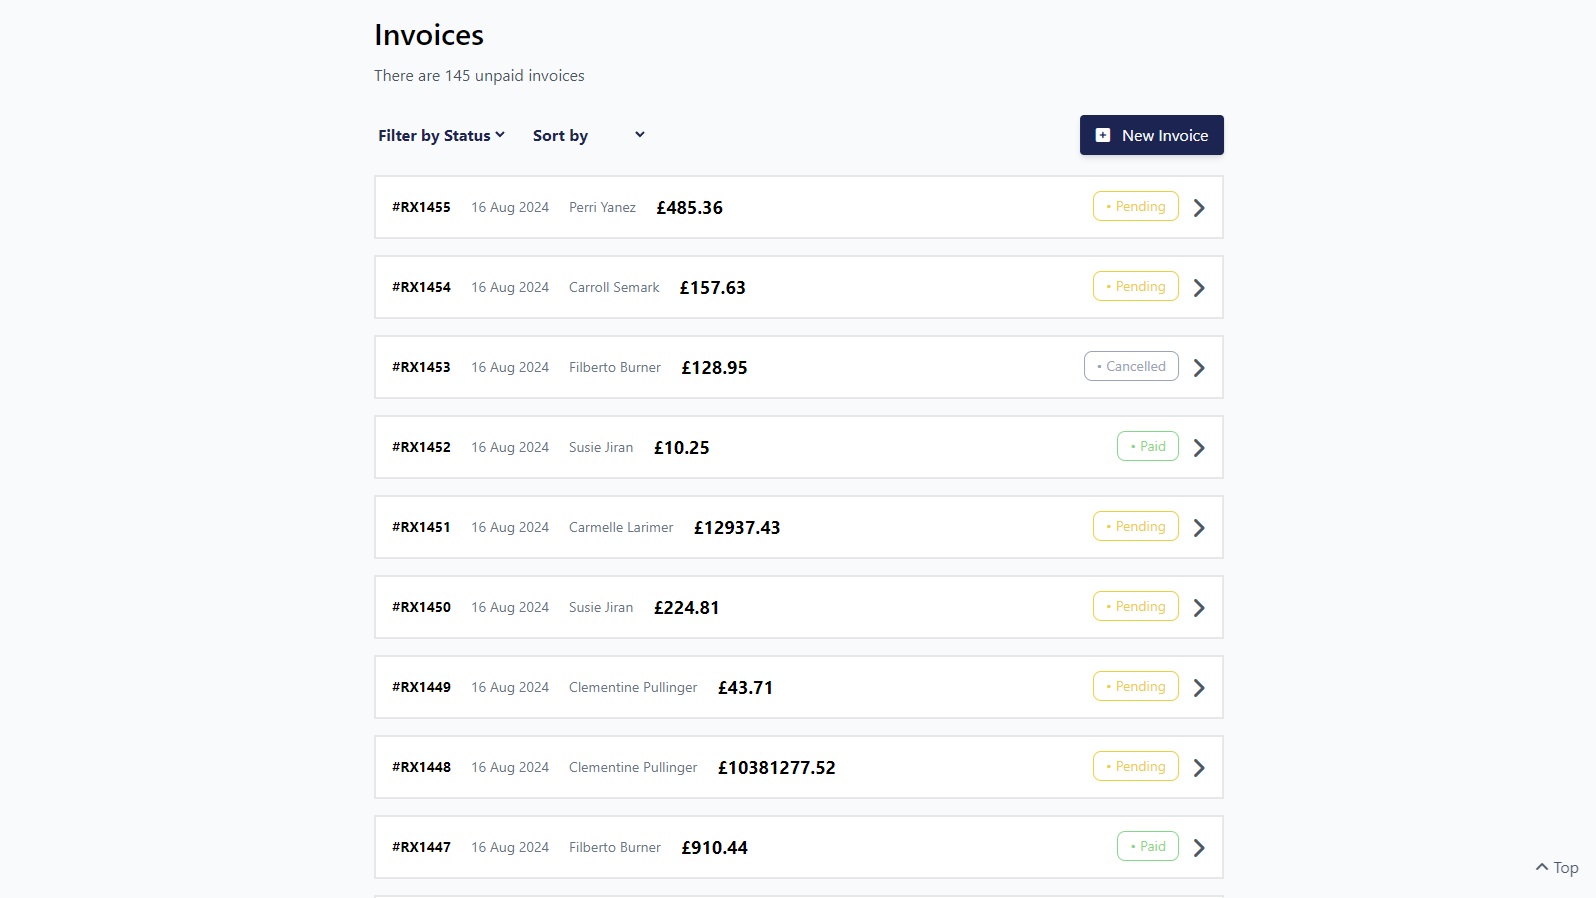 Invoices
There are 145 unpaid invoices
Filter by Status Sort by New Invoice
#RX1455 16 Aug 2024 Perri Yanez £485.36 • Pending
#RX1454 16 Aug 2024 Carroll Semark £157.63 • Pending
#RX1453 16 Aug 2024 Filberto Burner £128.95 • Cancelled
#RX1452 16 Aug 2024 Susie Jiran £10.25 • Paid
#RX1451 16 Aug 2024 Carmelle Larimer £12937.43 • Pending
#RX1450 16 Aug 2024 Susie Jiran £224.81 • Pending
#RX1449 16 Aug 2024 Clementine Pullinger £43.71 • Pending
#RX1448 16 Aug 2024 Clementine Pullinger £10381277.52 • Pending
#RX1447 16 Aug 2024 Filberto Burner £910.44 • Paid
Top